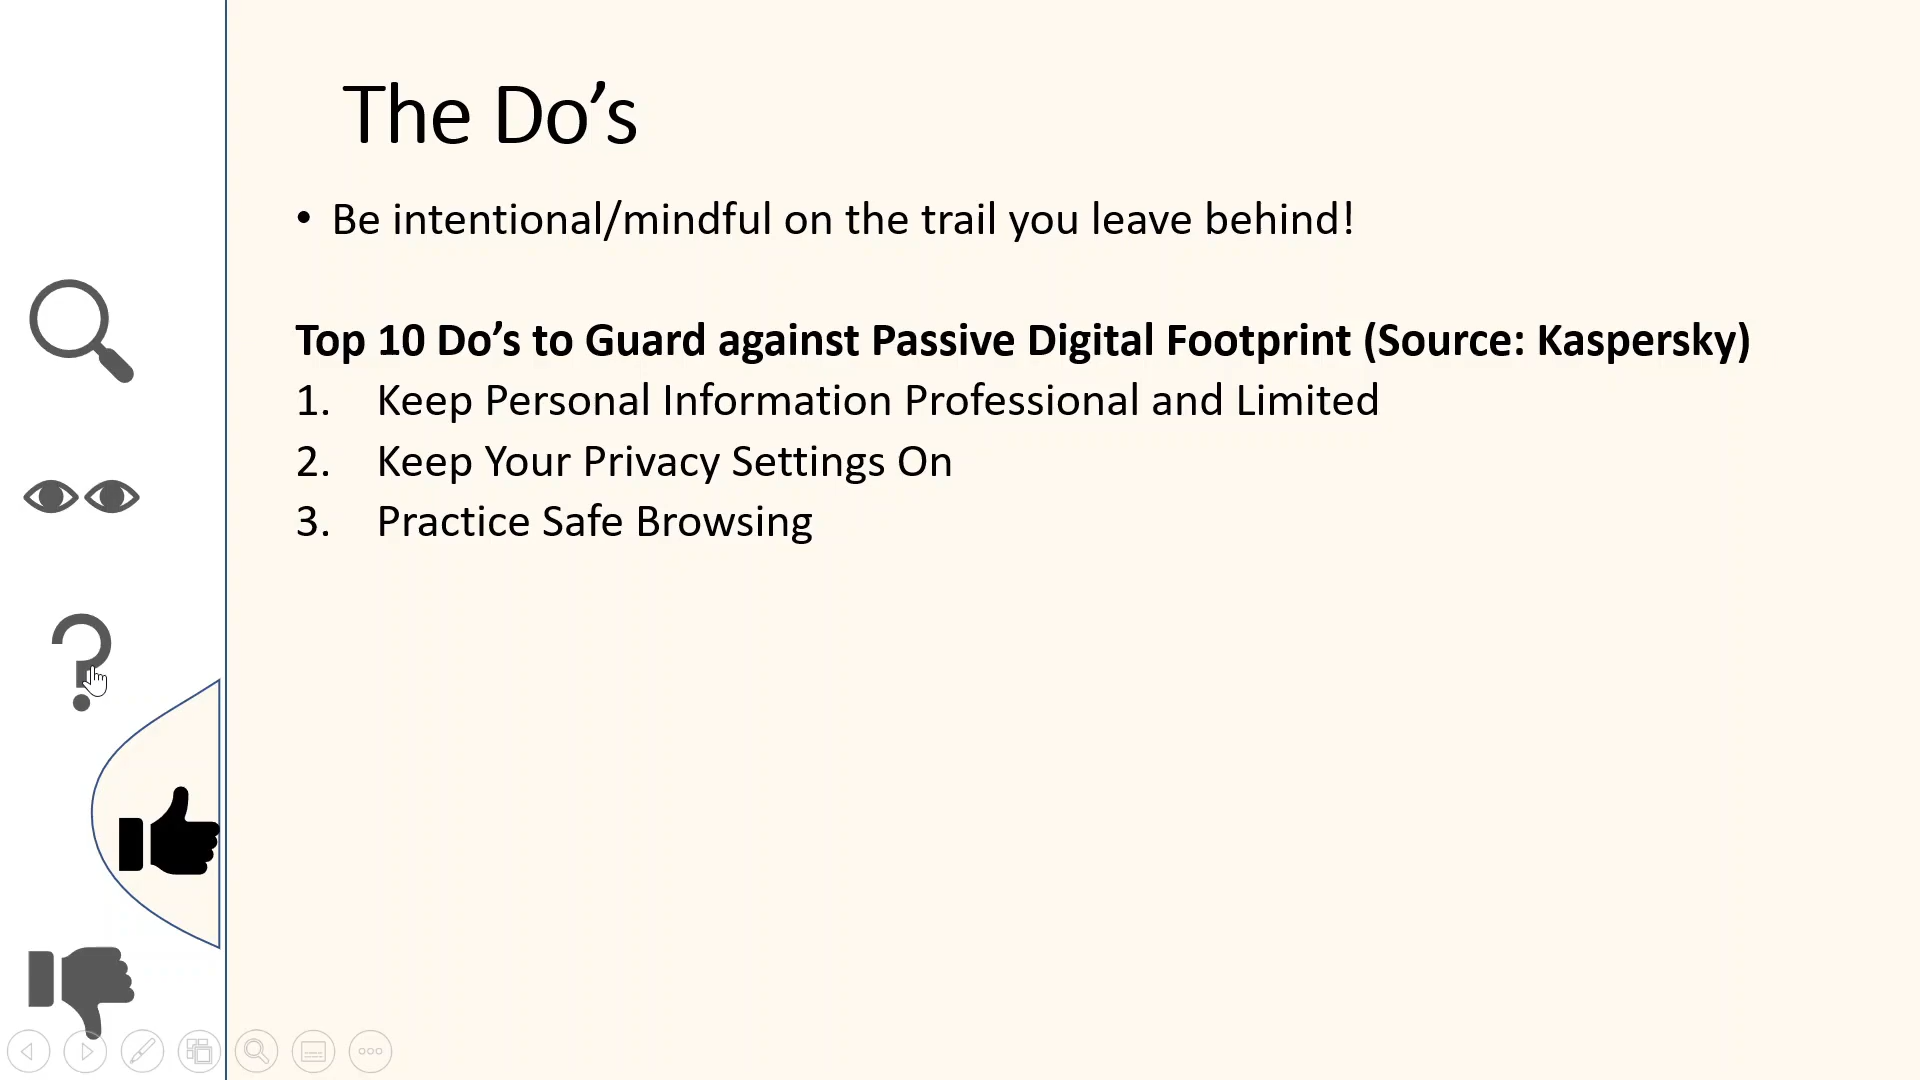 The Do’s
• Be intentional/mindful on the trail you leave behind!
Top 10 Do’s to Guard against Passive Digital Footprint (Source: Kaspersky)
1. Keep Personal Information Professional and Limited
2. Keep Your Privacy Settings On
3. Practice Safe Browsing